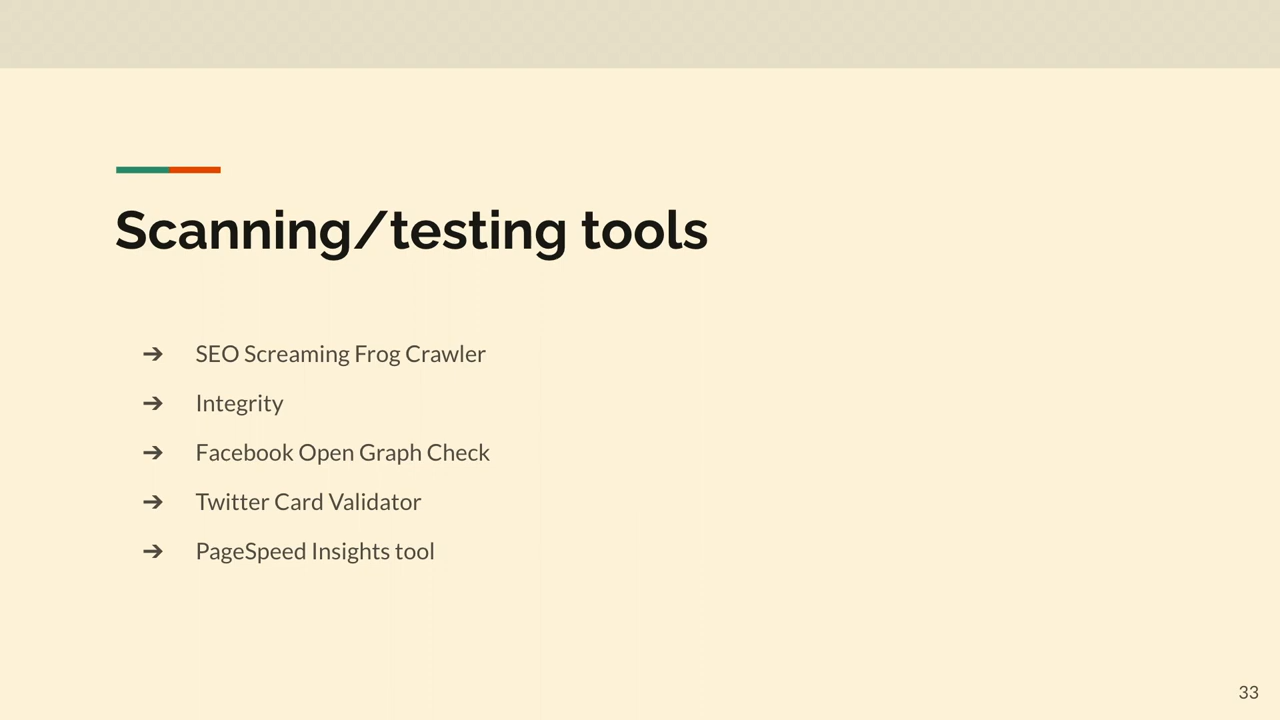 Scanning/testing tools
➔ SEO Screaming Frog Crawler
➔ Integrity
➔ Facebook Open Graph Check
➔ Twitter Card Validator
➔ PageSpeed Insights tool
33